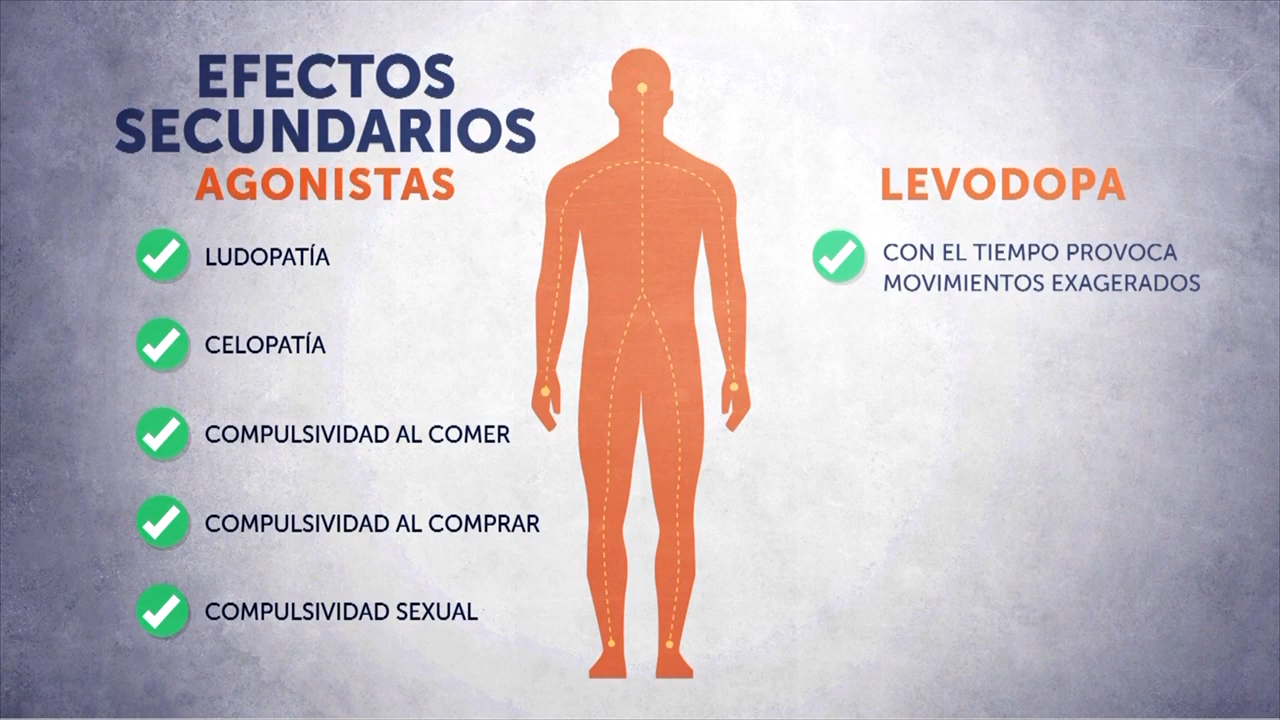 EFECTOS
SECUNDARIOS
AGONISTAS
LUDOPATÍA
CELOPATÍA
COMPULSIVIDAD AL COMER
COMPULSIVIDAD AL COMPRAR
COMPULSIVIDAD SEXUAL
LEVODOPA
CON EL TIEMPO PROVOCA
MOVIMIENTOS EXAGERADOS